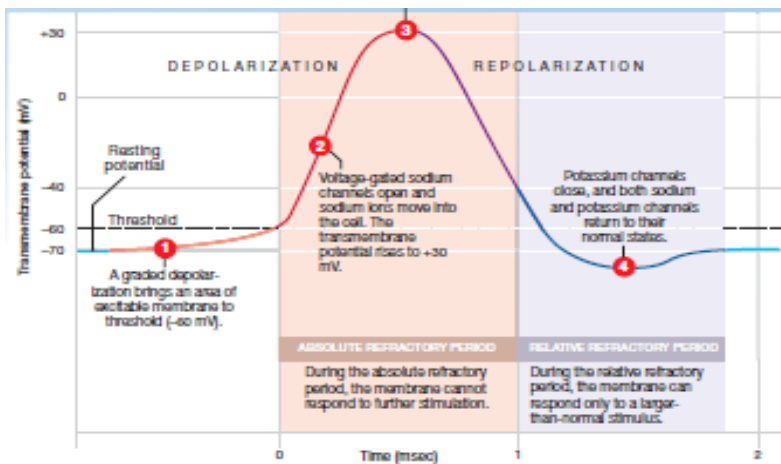 +30
3
DEPOLARIZATION
REPOLARIZATION
0
Transmembrane potential (mV)
2
Resting
potential
Voltage-gated sodium
channels open and
sodium ions move into
the cell. The
transmembrane
potential rises to +30
mV.
Potassium channels
close, and both sodium
and potassium channels
return to their
normal states.
–40
Threshold
–60
–70
1
4
A graded depolar-
ization brings an area of
excitable membrane to
threshold (–60 mV).
ABSOLUTE REFRACTORY PERIOD
RELATIVE REFRACTORY PERIOD
During the absolute refractory
period, the membrane cannot
respond to further stimulation.
During the relative refractory
period, the membrane can
respond only to a larger-
than-normal stimulus.
0
Time (msec)
1
2